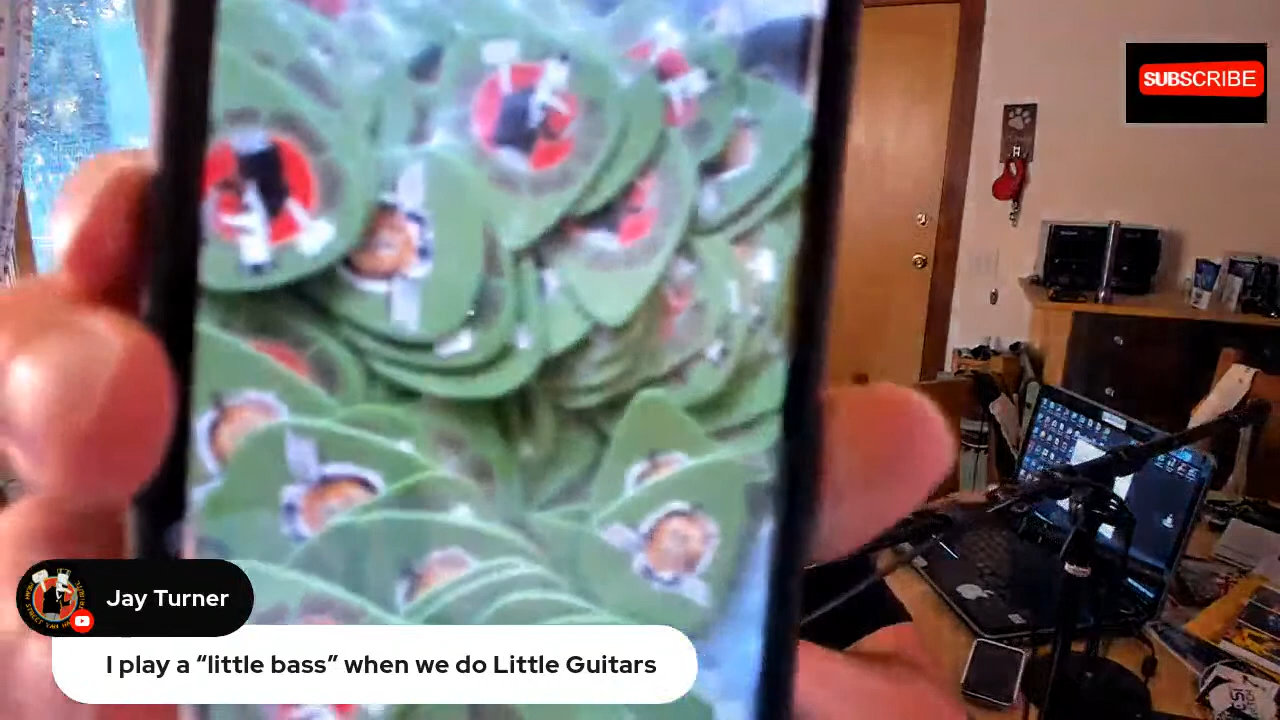 SUBSCRIBE
Jay Turner
I play a “little bass” when we do Little Guitars